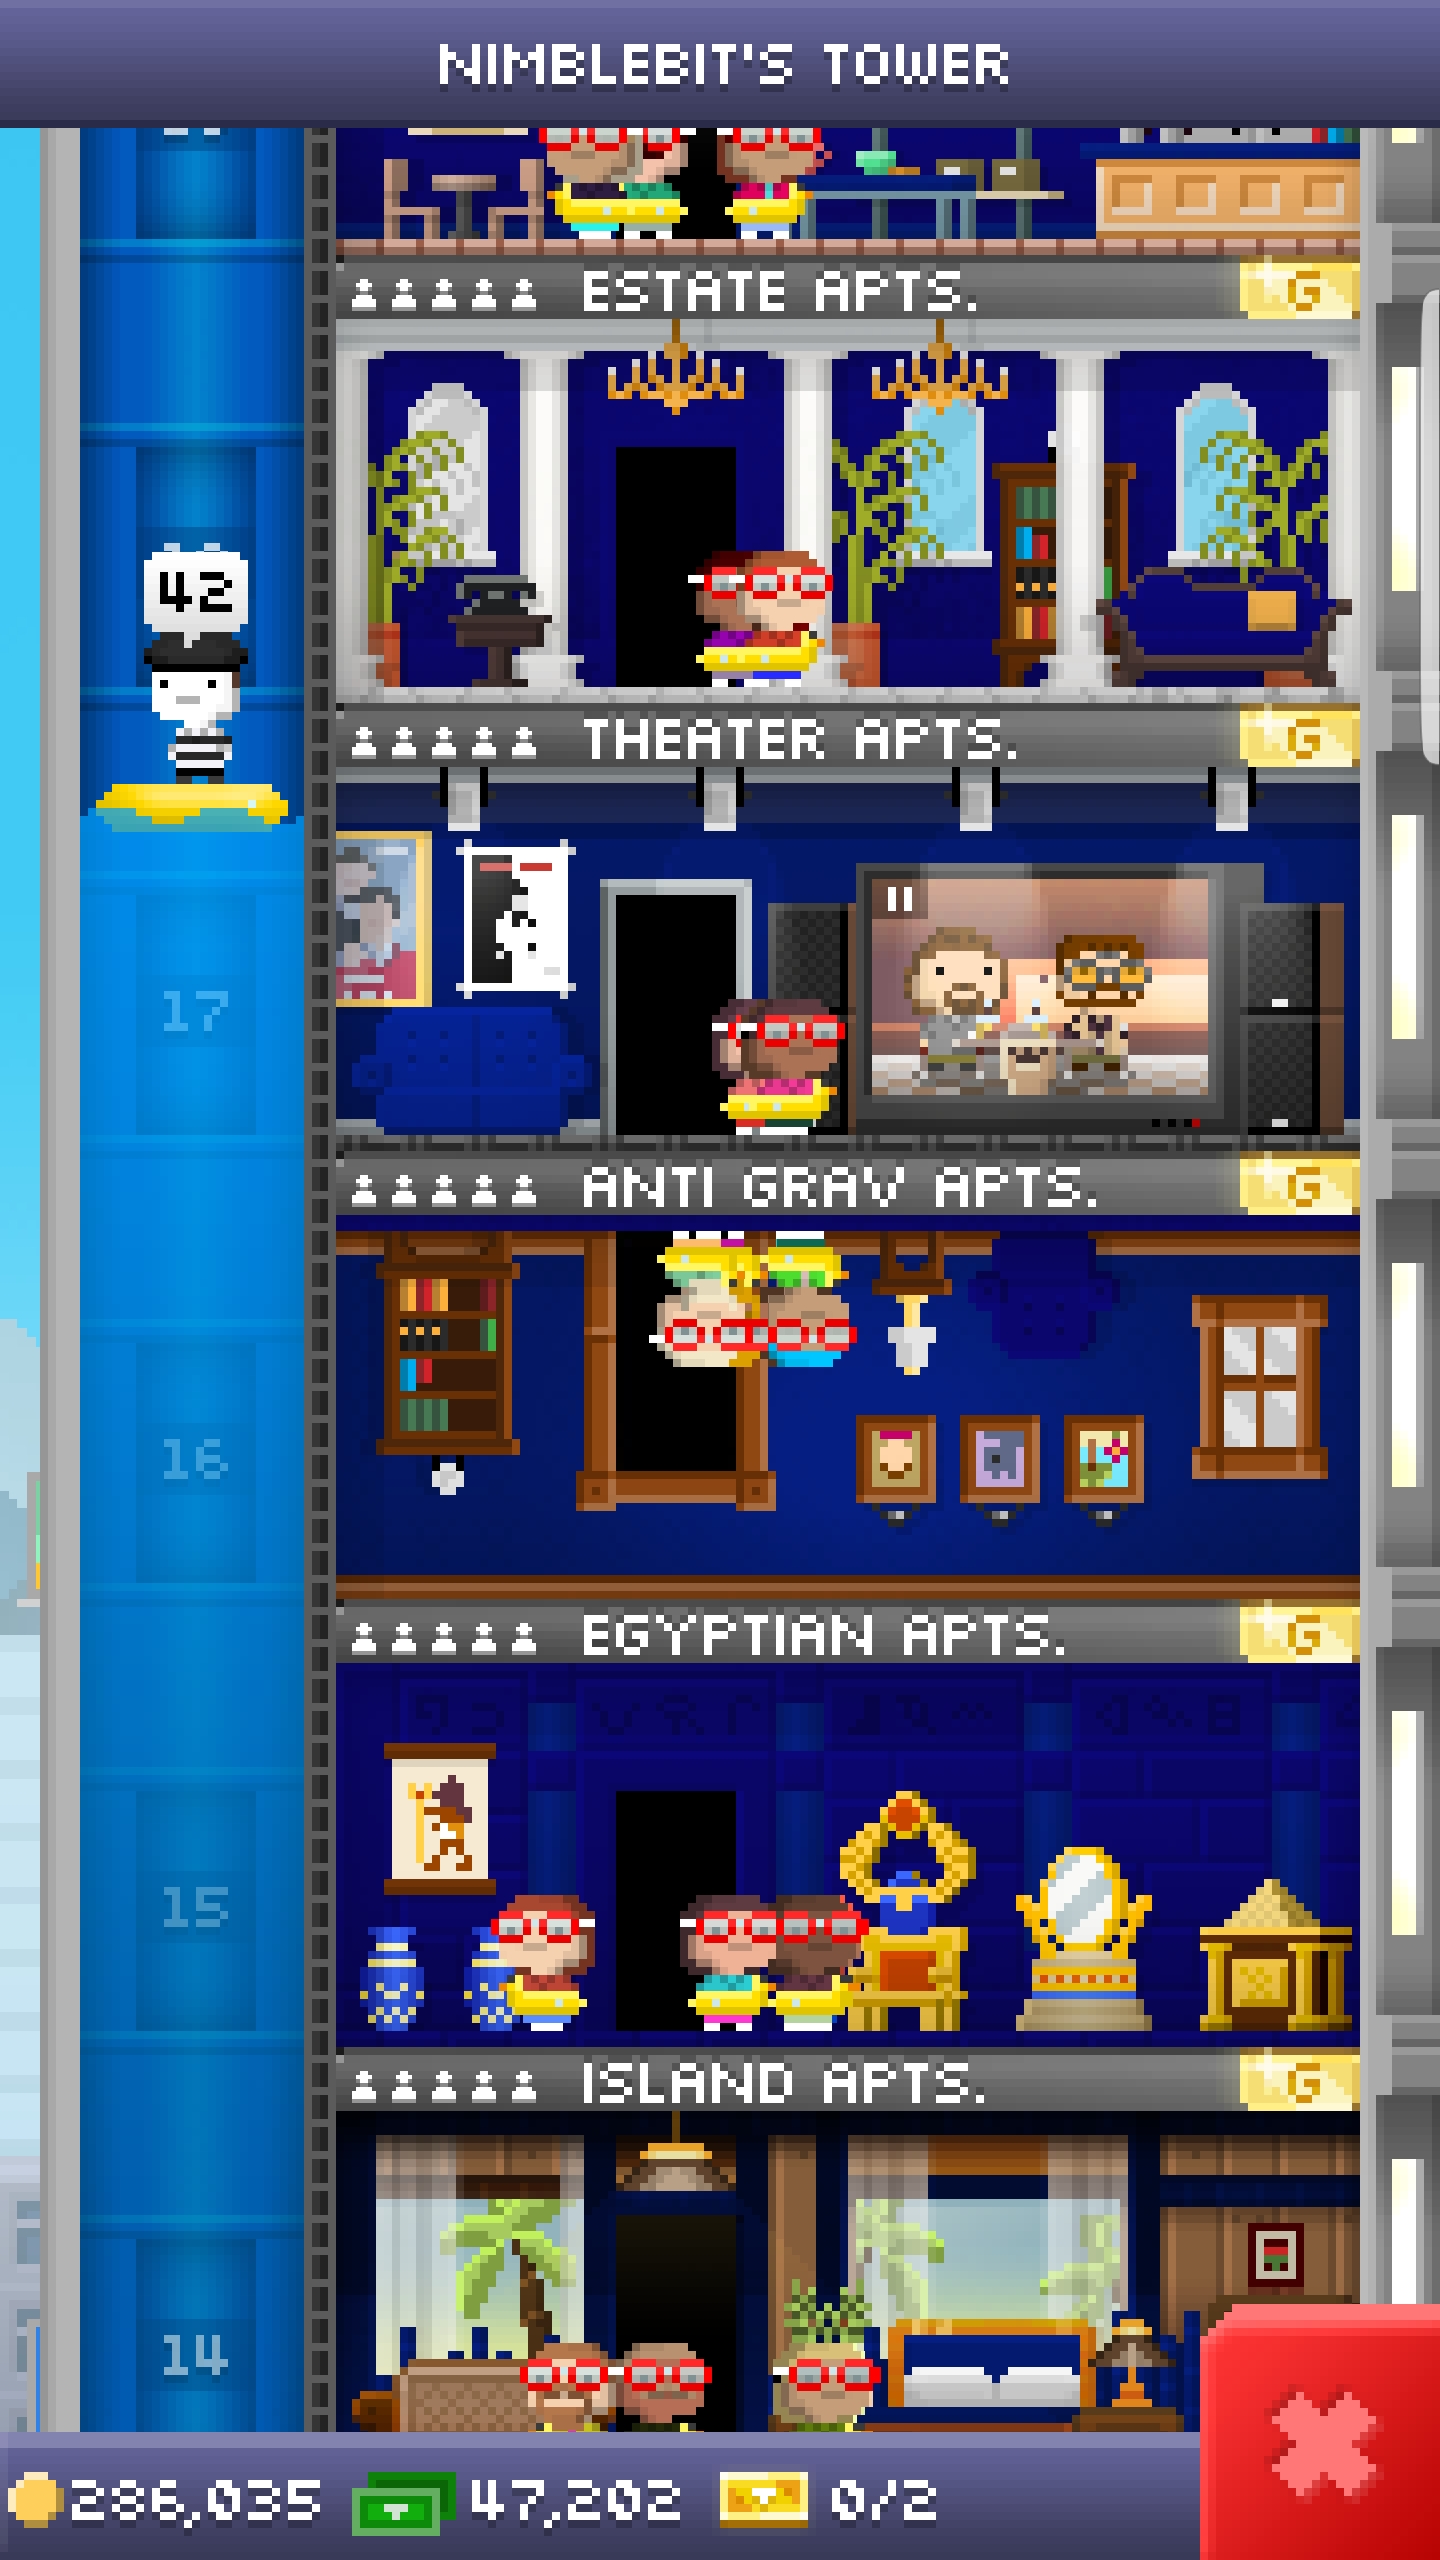 NIMBLEBIT'S TOWER
ESTATE APTS.
G
42
THEATER APTS.
G
17
ANTI GRAV APTS.
G
16
EGYPTIAN APTS.
G
15
ISLAND APTS.
G
14
286,035 47,202 0/2